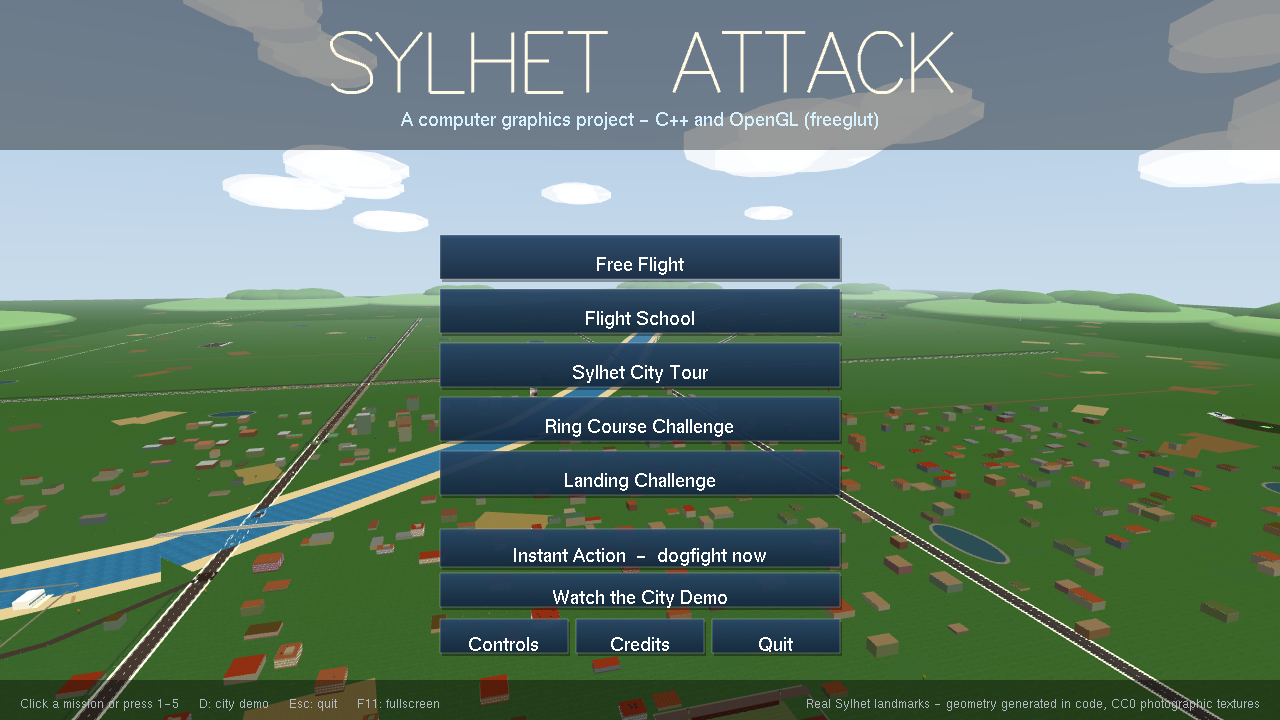 SYLHET ATTACK
A computer graphics project - C++ and OpenGL (freeglut)
Free Flight
Flight School
Sylhet City Tour
Ring Course Challenge
Landing Challenge
Instant Action - dogfight now
Watch the City Demo
Controls Credits Quit
Click a mission or press 1-5 D: city demo Esc: quit F11: fullscreen Real Sylhet landmarks - geometry generated in code, CC0 photographic textures